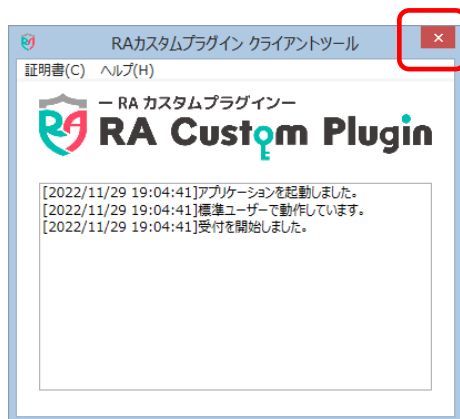 RAカスタムプラグイン クライアントツール
証明書(C) ヘルプ(H)
ー RA カスタムプラグインー
RA Custom Plugin
[2022/11/29 19:04:41]アプリケーションを起動しました。
[2022/11/29 19:04:41]標準ユーザーで動作しています。
[2022/11/29 19:04:41]受付を開始しました。